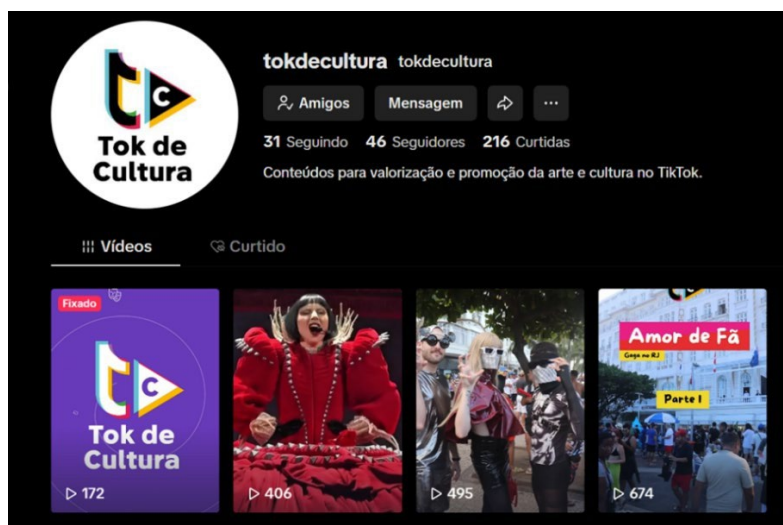 tokdecultura tokdecultura
Amigos Mensagem
31 Seguindo 46 Seguidores 216 Curtidas
Conteúdos para valorização e promoção da arte e cultura no TikTok.
tc
Tok de
Cultura
Vídeos Curtido
Fixado
tc
Tok de
Cultura
172
406
495
Amor de Fã
Gaga no RJ
Parte 1
674